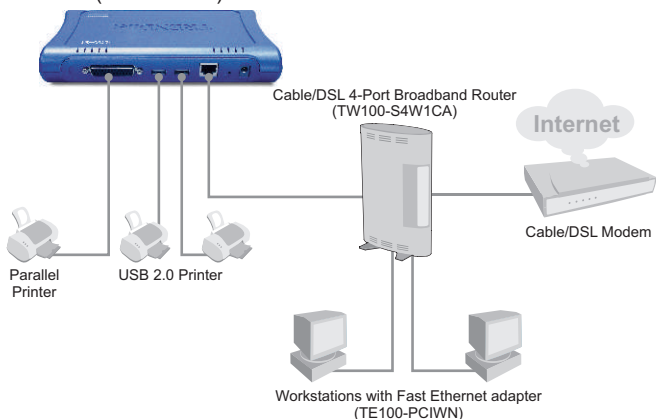 Cable/DSL 4-Port Broadband Router
(TW100-S4W1CA)
Internet
Cable/DSL Modem
Parallel
Printer
USB 2.0 Printer
Workstations with Fast Ethernet adapter
(TE100-PCIWN)